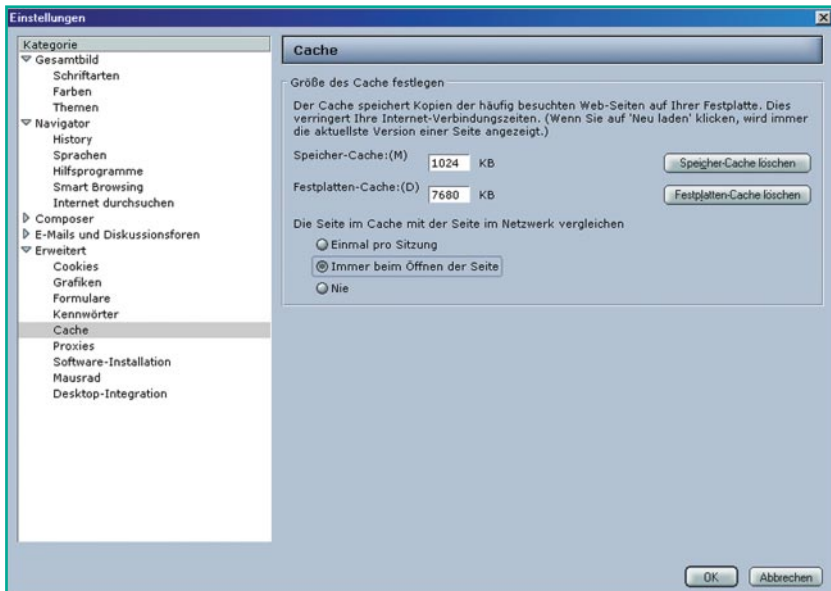 Einstellungen
Kategorie
Gesamtbild
Schriftarten
Farben
Themen
Navigator
History
Sprachen
Hilfsprogramme
Smart Browsing
Internet durchsuchen
Composer
E-Mails und Diskussionsforen
Erweitert
Cookies
Grafiken
Formulare
Kennwörter
Cache
Proxies
Software-Installation
Mausrad
Desktop-Integration
Cache
Größe des Cache festlegen
Der Cache speichert Kopien der häufig besuchten Web-Seiten auf Ihrer Festplatte. Dies
verringert Ihre Internet-Verbindungszeiten. (Wenn Sie auf 'Neu laden' klicken, wird immer
die aktuellste Version einer Seite angezeigt.)
Speicher-Cache:(M) 1024 KB Speicher-Cache löschen
Festplatten-Cache:(D) 7680 KB Festplatten-Cache löschen
Die Seite im Cache mit der Seite im Netzwerk vergleichen
Einmal pro Sitzung
Immer beim Öffnen der Seite
Nie
OK Abbrechen